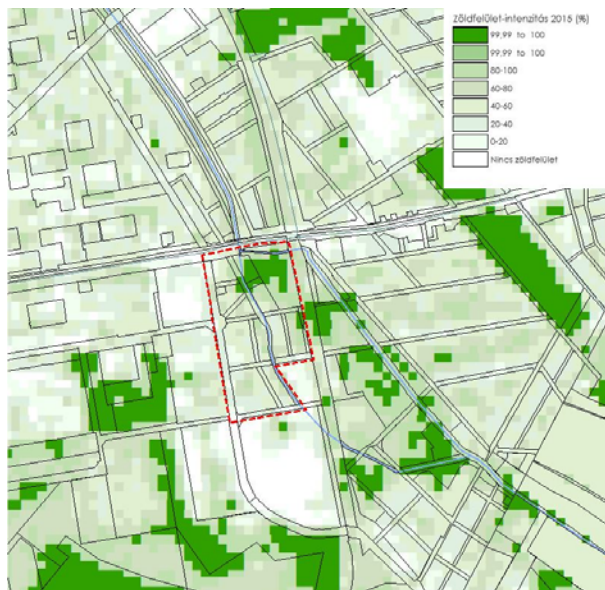 Zöldfelület-intenzitás 2015 (%)
99,99 to 100
99,99 to 100
80-100
60-80
40-60
20-40
0-20
Nincs zöldfelület